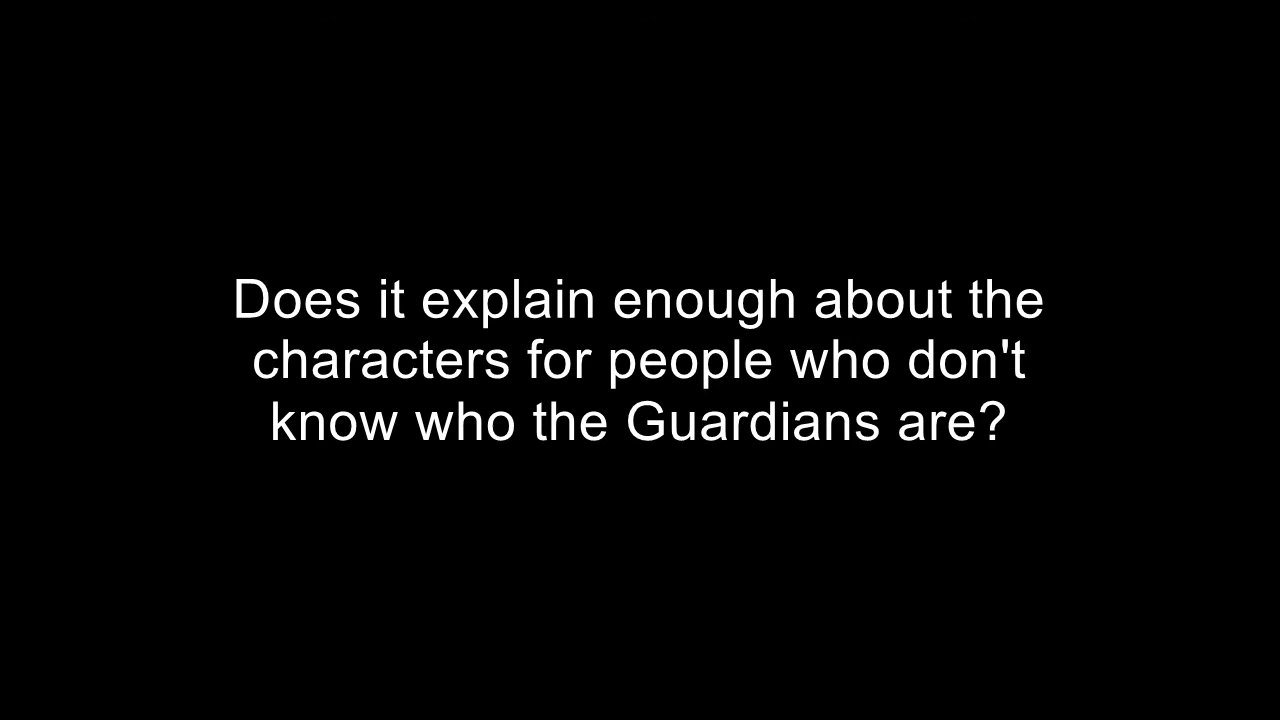 Does it explain enough about the
characters for people who don't
know who the Guardians are?